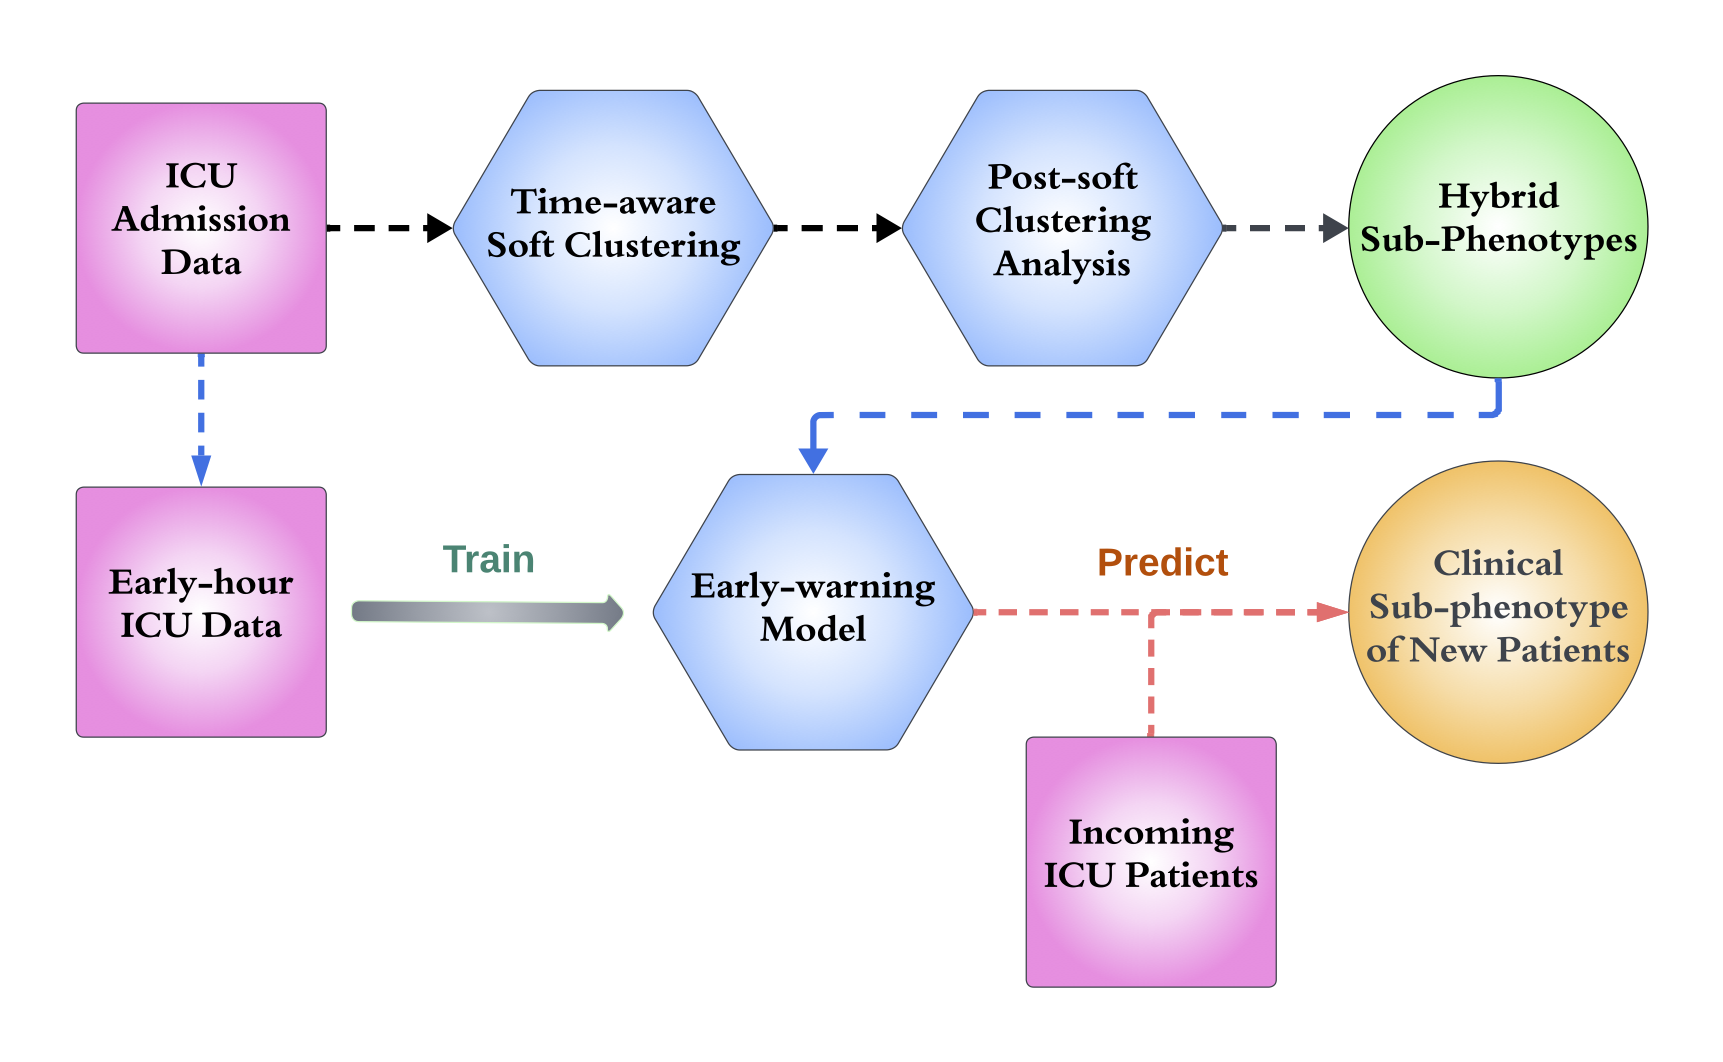 ICU
Admission
Data
Time-aware
Soft Clustering
Post-soft
Clustering
Analysis
Hybrid
Sub-Phenotypes
Early-hour
ICU Data
Train
Early-warning
Model
Predict
Clinical
Sub-phenotype
of New Patients
Incoming
ICU Patients